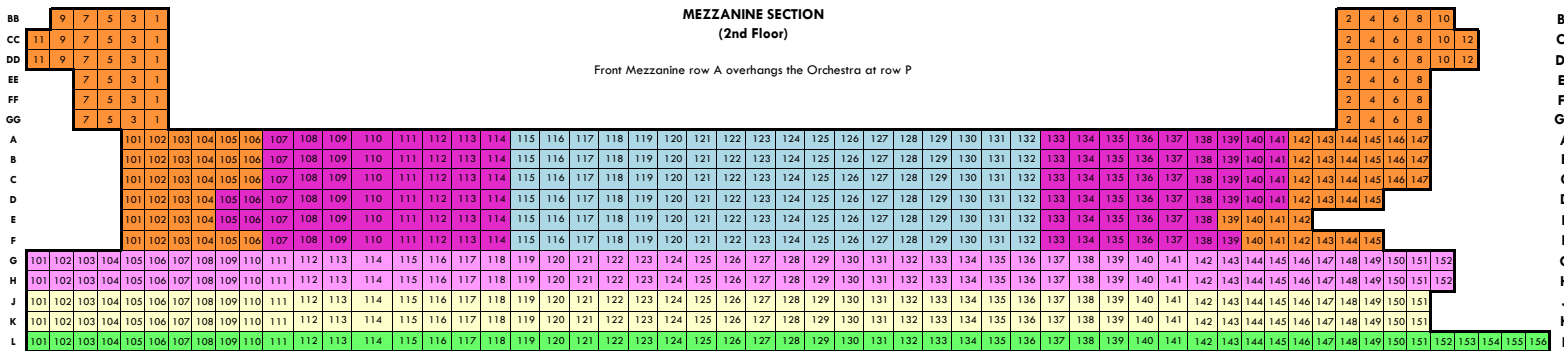 MEZZANINE SECTION
(2nd Floor)
Front Mezzanine row A overhangs the Orchestra at row P
BB 9 7 5 3 1 2 4 6 8 10
CC 11 9 7 5 3 1 2 4 6 8 10 12
DD 11 9 7 5 3 1 2 4 6 8 10 12
EE 7 5 3 1 2 4 6 8
FF 7 5 3 1 2 4 6 8
GG 7 5 3 1 2 4 6 8
A 101 102 103 104 105 106 107 108 109 110 111 112 113 114 115 116 117 118 119 120 121 122 123 124 125 126 127 128 129 130 131 132 133 134 135 136 137 138 139 140 141 142 143 144 145 146 147
B 101 102 103 104 105 106 107 108 109 110 111 112 113 114 115 116 117 118 119 120 121 122 123 124 125 126 127 128 129 130 131 132 133 134 135 136 137 138 139 140 141 142 143 144 145 146 147
C 101 102 103 104 105 106 107 108 109 110 111 112 113 114 115 116 117 118 119 120 121 122 123 124 125 126 127 128 129 130 131 132 133 134 135 136 137 138 139 140 141 142 143 144 145 146 147
D 101 102 103 104 105 106 107 108 109 110 111 112 113 114 115 116 117 118 119 120 121 122 123 124 125 126 127 128 129 130 131 132 133 134 135 136 137 138 139 140 141 142 143 144 145
E 101 102 103 104 105 106 107 108 109 110 111 112 113 114 115 116 117 118 119 120 121 122 123 124 125 126 127 128 129 130 131 132 133 134 135 136 137 138 139 140 141 142
F 101 102 103 104 105 106 107 108 109 110 111 112 113 114 115 116 117 118 119 120 121 122 123 124 125 126 127 128 129 130 131 132 133 134 135 136 137 138 139 140 141 142 143 144 145
G 101 102 103 104 105 106 107 108 109 110 111 112 113 114 115 116 117 118 119 120 121 122 123 124 125 126 127 128 129 130 131 132 133 134 135 136 137 138 139 140 141 142 143 144 145 146 147 148 149 150 151 152
H 101 102 103 104 105 106 107 108 109 110 111 112 113 114 115 116 117 118 119 120 121 122 123 124 125 126 127 128 129 130 131 132 133 134 135 136 137 138 139 140 141 142 143 144 145 146 147 148 149 150 151 152
J 101 102 103 104 105 106 107 108 109 110 111 112 113 114 115 116 117 118 119 120 121 122 123 124 125 126 127 128 129 130 131 132 133 134 135 136 137 138 139 140 141 142 143 144 145 146 147 148 149 150 151
K 101 102 103 104 105 106 107 108 109 110 111 112 113 114 115 116 117 118 119 120 121 122 123 124 125 126 127 128 129 130 131 132 133 134 135 136 137 138 139 140 141 142 143 144 145 146 147 148 149 150 151
L 101 102 103 104 105 106 107 108 109 110 111 112 113 114 115 116 117 118 119 120 121 122 123 124 125 126 127 128 129 130 131 132 133 134 135 136 137 138 139 140 141 142 143 144 145 146 147 148 149 150 151 152 153 154 155 156